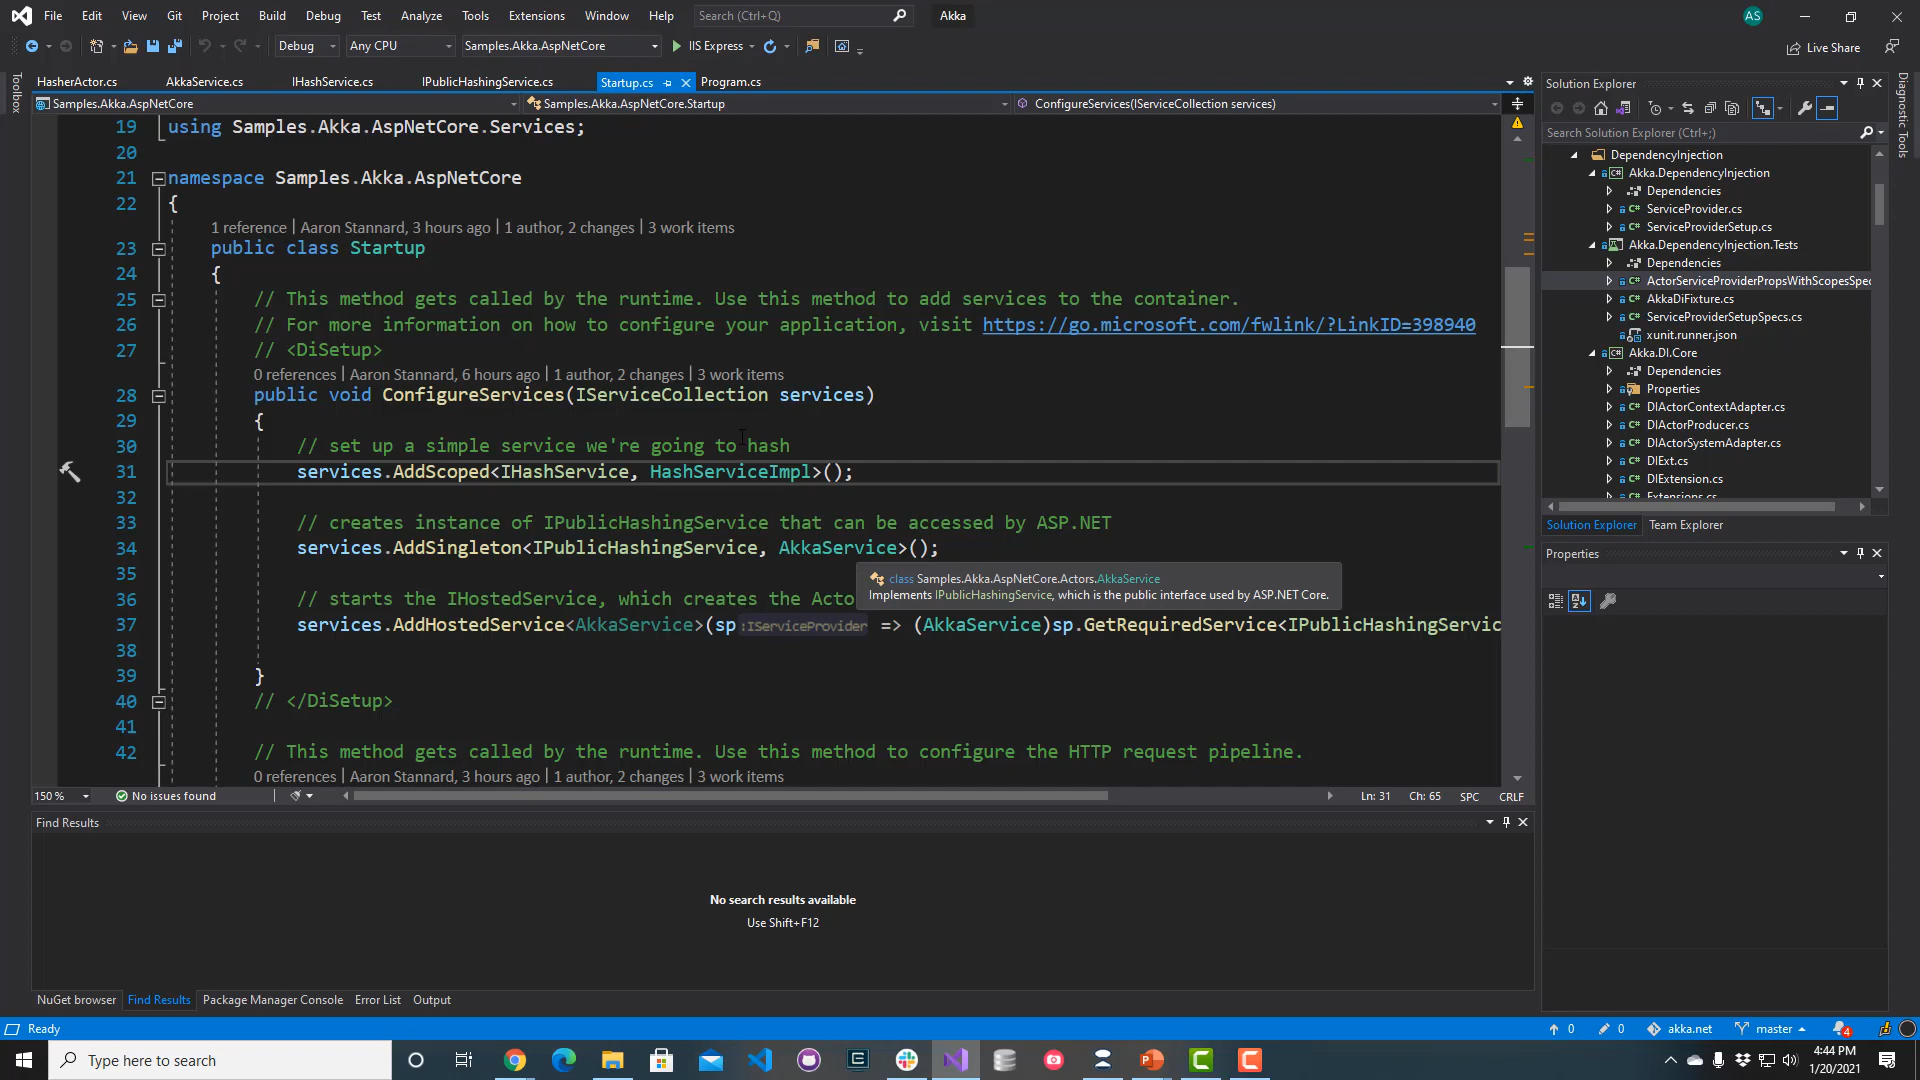 File Edit View Git Project Build Debug Test Analyze Tools Extensions Window Help Search (Ctrl+Q) Akka AS
Debug Any CPU Samples.Akka.AspNetCore IIS Express Live Share
HasherActor.cs AkkaService.cs IHashService.cs IPublicHashingService.cs Startup.cs Program.cs
Samples.Akka.AspNetCore Samples.Akka.AspNetCore.Startup ConfigureServices(IServiceCollection services)
Toolbox
19 using Samples.Akka.AspNetCore.Services;
20
21 namespace Samples.Akka.AspNetCore
22 {
1 reference | Aaron Stannard, 3 hours ago | 1 author, 2 changes | 3 work items
23 public class Startup
24 {
25 // This method gets called by the runtime. Use this method to add services to the container.
26 // For more information on how to configure your application, visit https://go.microsoft.com/fwlink/?LinkID=398940
27 // <DiSetup>
0 references | Aaron Stannard, 6 hours ago | 1 author, 2 changes | 3 work items
28 public void ConfigureServices(IServiceCollection services)
29 {
30 // set up a simple service we're going to hash
31 services.AddScoped<IHashService, HashServiceImpl>();
32
33 // creates instance of IPublicHashingService that can be accessed by ASP.NET
34 services.AddSingleton<IPublicHashingService, AkkaService>();
35
class Samples.Akka.AspNetCore.Actors.AkkaService
Implements IPublicHashingService, which is the public interface used by ASP.NET Core.
36 // starts the IHostedService, which creates the Acto
37 services.AddHostedService<AkkaService>(sp :IServiceProvider => (AkkaService)sp.GetRequiredService<IPublicHashingServic
38
39 }
40 // </DiSetup>
41
42 // This method gets called by the runtime. Use this method to configure the HTTP request pipeline.
0 references | Aaron Stannard, 3 hours ago | 1 author, 2 changes | 3 work items
150 % No issues found Ln: 31 Ch: 65 SPC CRLF
Find Results
No search results available
Use Shift+F12
NuGet browser Find Results Package Manager Console Error List Output
Solution Explorer
Search Solution Explorer (Ctrl+;)
DependencyInjection
Akka.DependencyInjection
Dependencies
ServiceProvider.cs
ServiceProviderSetup.cs
Akka.DependencyInjection.Tests
Dependencies
ActorServiceProviderPropsWithScopesSpec
AkkaDiFixture.cs
ServiceProviderSetupSpecs.cs
xunit.runner.json
Akka.DI.Core
Dependencies
Properties
DIActorContextAdapter.cs
DIActorProducer.cs
DIActorSystemAdapter.cs
DIExt.cs
DIExtension.cs
Extensions.cs
Solution Explorer Team Explorer
Properties
Diagnostic Tools
Ready 0 0 akka.net master 4
Type here to search
4:44 PM
1/20/2021